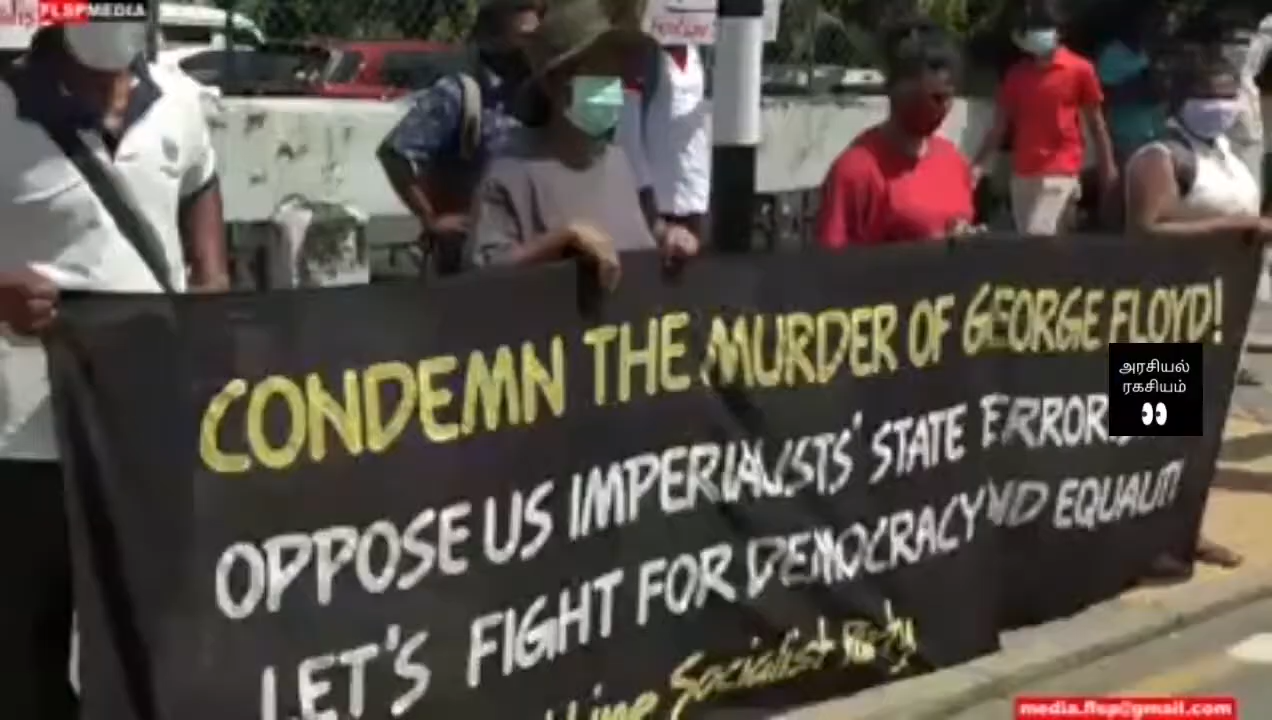 FLSPMEDIA
CONDEMN THE MURDER OF GEORGE FLOYD!
OPPOSE US IMPERIALISTS' STATE
LET'S FIGHT FOR DEMOCRACY AND EQUALITY
Line Socialist Party
அரசியல்
ரகசியம்
media.flsp@gmail.com